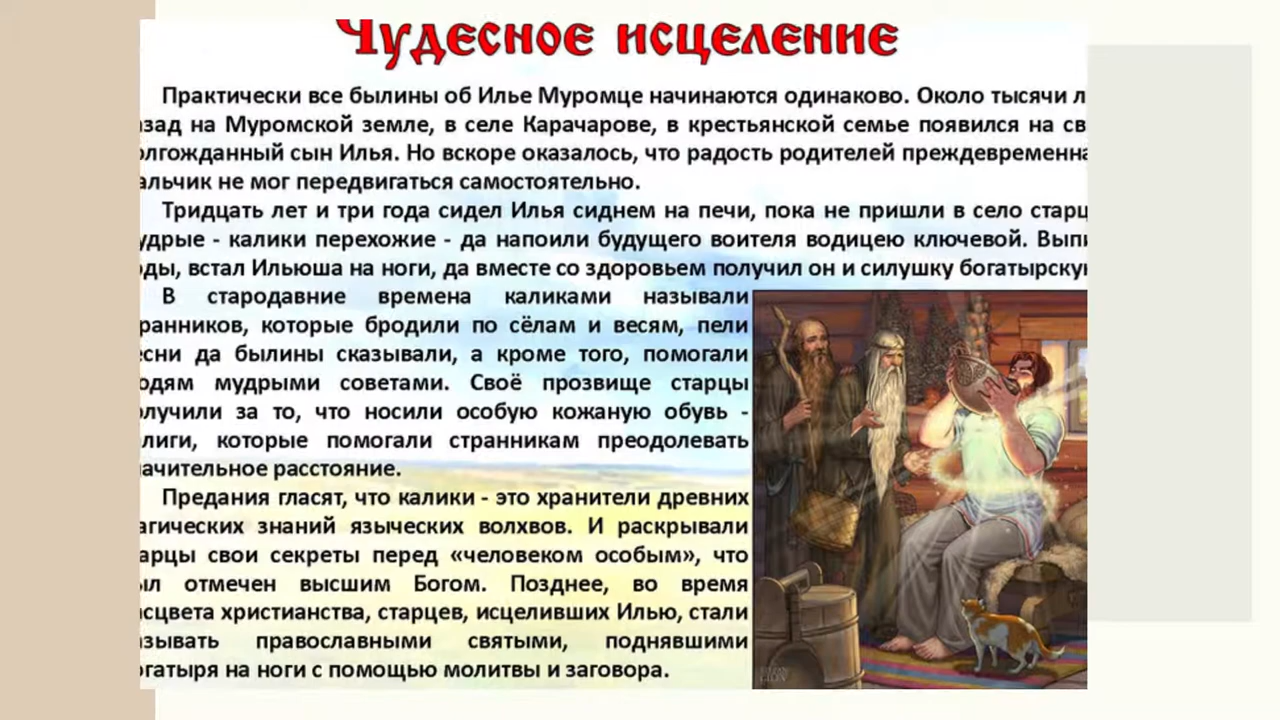 Чудесное исцеление
Практически все былины об Илье Муромце начинаются одинаково. Около тысячи л
азад на Муромской земле, в селе Карачарове, в крестьянской семье появился на св
олгожданный сын Илья. Но вскоре оказалось, что радость родителей преждевременна
альчик не мог передвигаться самостоятельно.
Тридцать лет и три года сидел Илья сиднем на печи, пока не пришли в село старц
удрые - калики перехожие - да напоили будущего воителя водицею ключевой. Выпи
оды, встал Ильюша на ноги, да вместе со здоровьем получил он и силушку богатырскую
В стародавние времена каликами называли
ранников, которые бродили по сёлам и весям, пели
есни да былины сказывали, а кроме того, помогали
юдям мудрыми советами. Своё прозвище старцы
олучили за то, что носили особую кожаную обувь -
алиги, которые помогали странникам преодолевать
начительное расстояние.
Предания гласят, что калики - это хранители древних
агических знаний языческих волхвов. И раскрывали
арцы свои секреты перед «человеком особым», что
ыл отмечен высшим Богом. Позднее, во время
асцвета христианства, старцев, исцеливших Илью, стали
азывать православными святыми, поднявшими
огатыря на ноги с помощью молитвы и заговора.